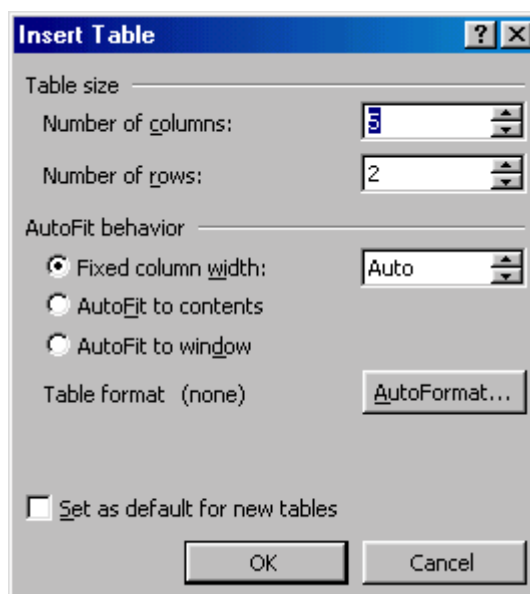 Insert Table
Table size
Number of columns: 5
Number of rows: 2
AutoFit behavior
Fixed column width: Auto
AutoFit to contents
AutoFit to window
Table format (none) AutoFormat...
Set as default for new tables
OK Cancel